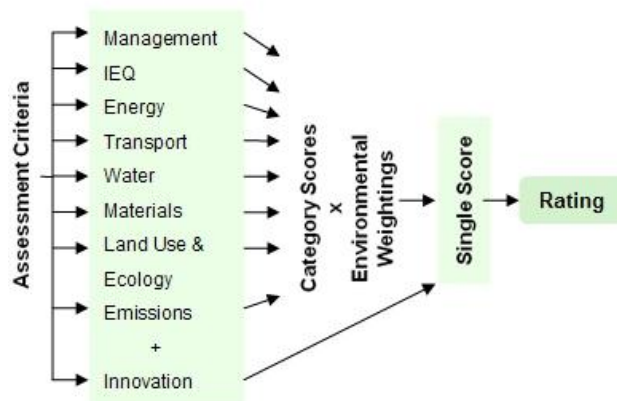 Assessment Criteria
Management
IEQ
Energy
Transport
Water
Materials
Land Use &
Ecology
Emissions
+
Innovation
Category Scores
x
Environmental
Weightings
Single Score
Rating